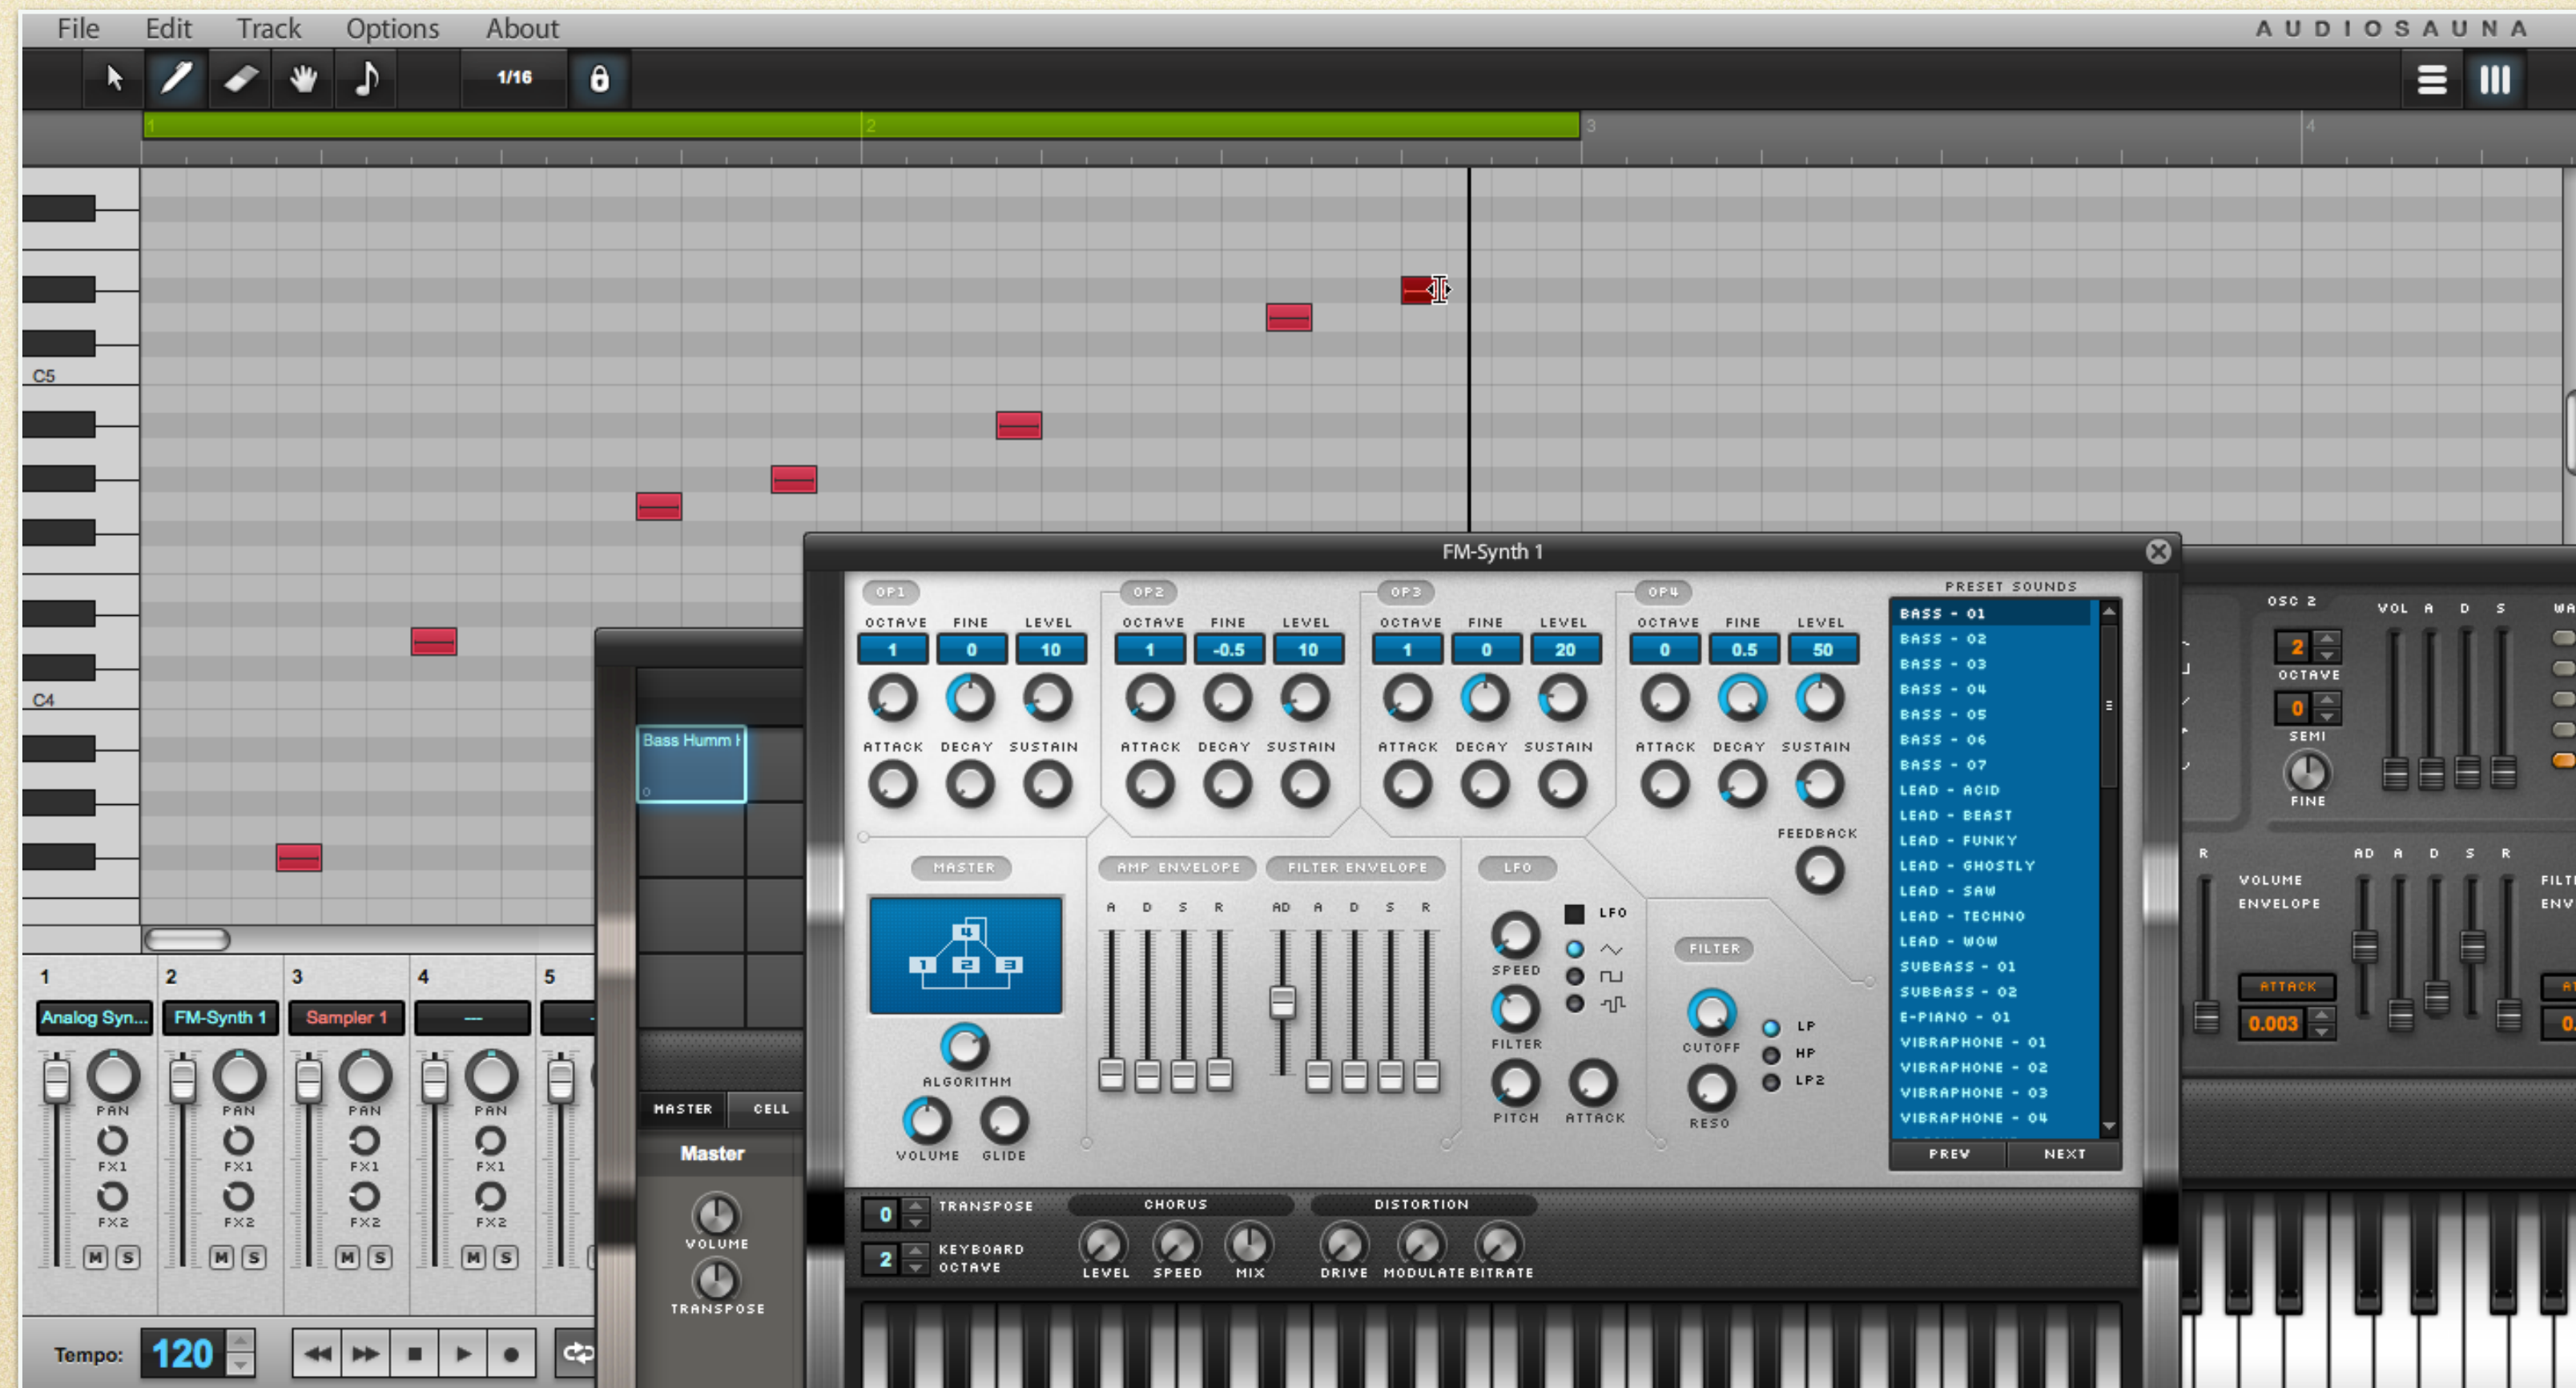 File Edit Track Options About AUDIOSAUNA
1/16
1 2 3 4
C5
C4
FM-Synth 1
OP1 OP2 OP3 OP4 PRESET SOUNDS
OCTAVE FINE LEVEL OCTAVE FINE LEVEL OCTAVE FINE LEVEL OCTAVE FINE LEVEL
1 0 10 1 -0.5 10 1 0 20 0 0.5 50
ATTACK DECAY SUSTAIN ATTACK DECAY SUSTAIN ATTACK DECAY SUSTAIN ATTACK DECAY SUSTAIN
FEEDBACK
BASS - 01
BASS - 02
BASS - 03
BASS - 04
BASS - 05
BASS - 06
BASS - 07
LEAD - ACID
LEAD - BEAST
LEAD - FUNKY
LEAD - GHOSTLY
LEAD - SAW
LEAD - TECHNO
LEAD - WOW
SUBBASS - 01
SUBBASS - 02
E-PIANO - 01
VIBRAPHONE - 01
VIBRAPHONE - 02
VIBRAPHONE - 03
VIBRAPHONE - 04
PREV NEXT
MASTER AMP ENVELOPE FILTER ENVELOPE LFO
A D S R AD A D S R
4
1 2 3
ALGORITHM
VOLUME GLIDE
LFO
SPEED
FILTER
PITCH ATTACK
FILTER
CUTOFF
RESO
LP
HP
LP2
0 TRANSPOSE CHORUS DISTORTION
2 KEYBOARD
OCTAVE
LEVEL SPEED MIX DRIVE MODULATE BITRATE
OSC 2 VOL A D S
2
OCTAVE
0
SEMI
FINE
R AD A D S R
VOLUME
ENVELOPE
ATTACK
0.003
Bass Humm
0
MASTER CELL
Master
VOLUME
TRANSPOSE
1 2 3 4 5
Analog Syn... FM-Synth 1 Sampler 1 ---
PAN PAN PAN PAN
FX1 FX1 FX1 FX1
FX2 FX2 FX2 FX2
M S M S M S M S
Tempo: 120